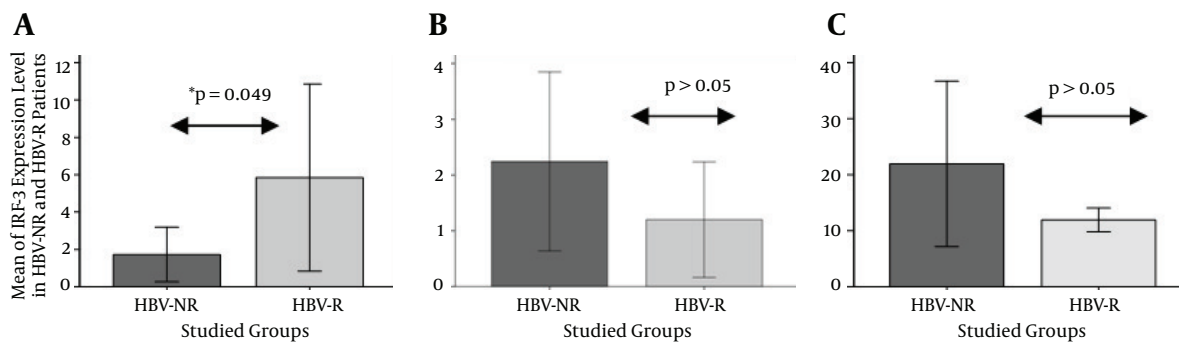 A
Mean of IRF-3 Expression Level
in HBV-NR and HBV-R Patients
12
10
8
6
4
2
0
*p = 0.049
HBV-NR
HBV-R
Studied Groups
B
4
3
2
1
0
p > 0.05
HBV-NR
HBV-R
Studied Groups
C
40
30
20
10
0
p > 0.05
HBV-NR
HBV-R
Studied Groups